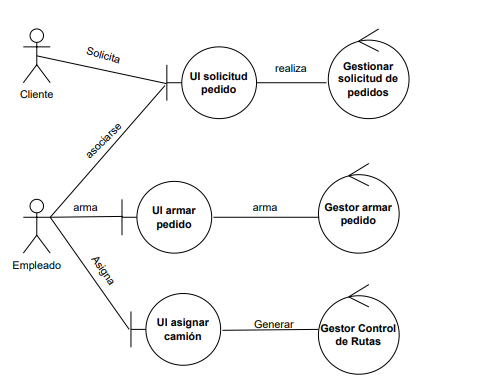 Solicita
Cliente
UI solicitud
pedido
realiza
Gestionar
solicitud de
pedidos
asociarse
Empleado
arma
UI armar
pedido
arma
Gestor armar
pedido
Asigna
UI asignar
camión
Generar
Gestor Control
de Rutas